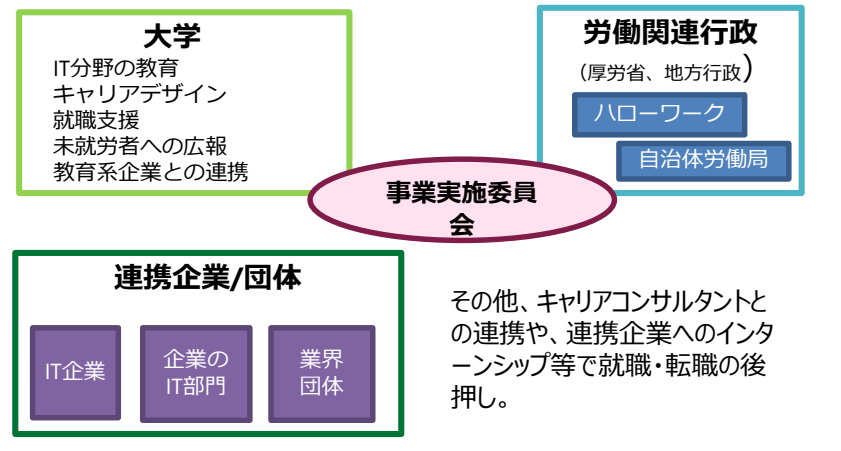 大学
IT分野の教育
キャリアデザイン
就職支援
未就労者への広報
教育系企業との連携
労働関連行政
(厚労省、地方行政)
ハローワーク
自治体労働局
事業実施委員
会
連携企業/団体
IT企業
企業の
IT部門
業界
団体
その他、キャリアコンサルタントと
の連携や、連携企業へのインタ
ーンシップ等で就職・転職の後
押し。